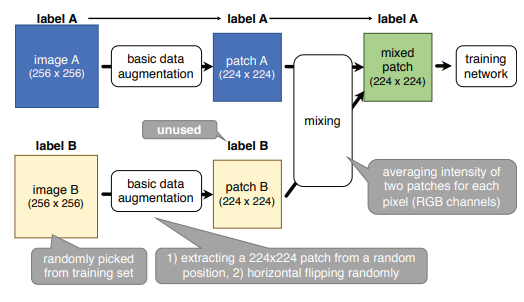 label A
label A
label A
image A
(256 x 256)
basic data
augmentation
patch A
(224 x 224)
mixed
patch
(224 x 224)
training
network
mixing
unused
label B
label B
image B
(256 x 256)
basic data
augmentation
patch B
(224 x 224)
averaging intensity of
two patches for each
pixel (RGB channels)
randomly picked
from training set
1) extracting a 224x224 patch from a random
position, 2) horizontal flipping randomly